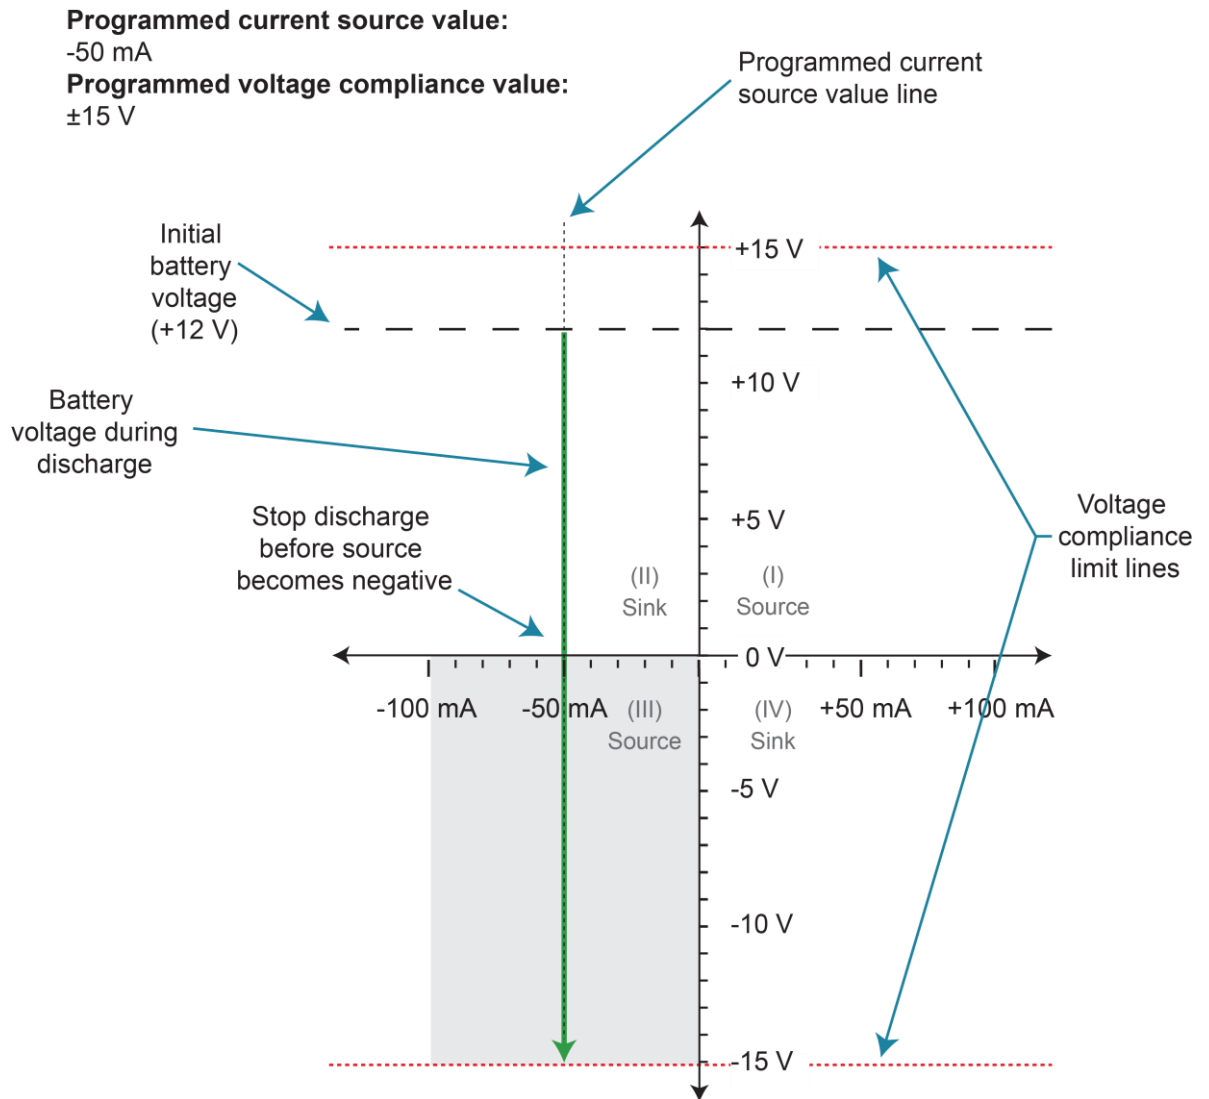 Programmed current source value:
-50 mA
Programmed voltage compliance value:
±15 V
Programmed current
source value line
Initial
battery
voltage
(+12 V)
+15 V
+10 V
Battery
voltage during
discharge
Stop discharge
before source
becomes negative
+5 V
Voltage
compliance
limit lines
(II)
Sink
(I)
Source
0 V
-100 mA
-50 mA
(III)
Source
(IV)
Sink
+50 mA
+100 mA
-5 V
-10 V
-15 V